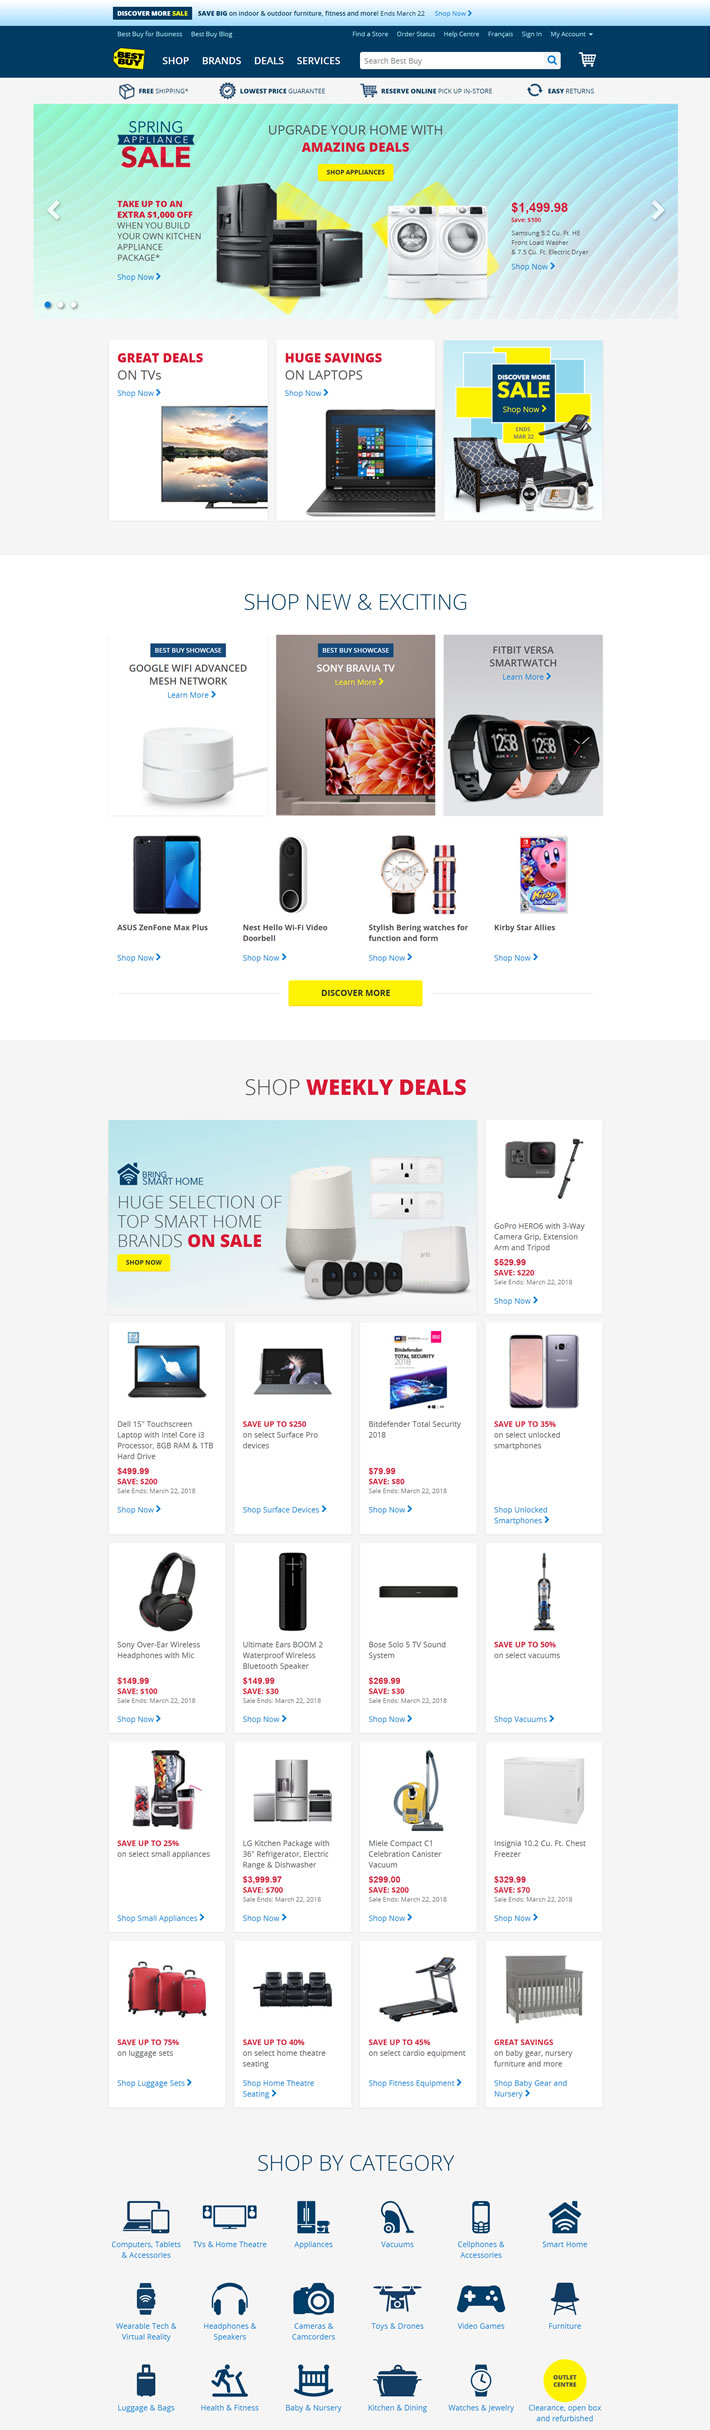 DISCOVER MORE SALE SAVE BIG on indoor & outdoor furniture, fitness and more! Ends March 22 Shop Now
Best Buy for Business Best Buy Blog Find a Store Order Status Help Centre Français Sign In My Account
BEST BUY SHOP BRANDS DEALS SERVICES Search Best Buy
FREE SHIPPING* LOWEST PRICE GUARANTEE RESERVE ONLINE PICK UP IN-STORE EASY RETURNS
SPRING
APPLIANCE
SALE
UPGRADE YOUR HOME WITH
AMAZING DEALS
SHOP APPLIANCES
TAKE UP TO AN
EXTRA $1,000 OFF
WHEN YOU BUILD
YOUR OWN KITCHEN
APPLIANCE
PACKAGE*
Shop Now
$1,499.98
Save: $100
Samsung 5.2 Cu. Ft. HE
Front Load Washer
& 7.5 Cu. Ft. Electric Dryer
Shop Now
GREAT DEALS
ON TVs
Shop Now
HUGE SAVINGS
ON LAPTOPS
Shop Now
DISCOVER MORE
SALE
Shop Now
ENDS
MAR 22
SHOP NEW & EXCITING
BEST BUY SHOWCASE
GOOGLE WIFI ADVANCED
MESH NETWORK
Learn More
BEST BUY SHOWCASE
SONY BRAVIA TV
Learn More
FITBIT VERSA
SMARTWATCH
Learn More
12:58
12:58
ASUS ZenFone Max Plus
Shop Now
Nest Hello Wi-Fi Video
Doorbell
Shop Now
Stylish Bering watches for
function and form
Shop Now
Kirby
Kirby Star Allies
Shop Now
DISCOVER MORE
SHOP WEEKLY DEALS
BRING
SMART HOME
HUGE SELECTION OF
TOP SMART HOME
BRANDS ON SALE
SHOP NOW
arlo
GoPro HERO6 with 3-Way
Camera Grip, Extension
Arm and Tripod
$529.99
SAVE: $220
Sale Ends: March 22, 2018
Shop Now
Dell 15" Touchscreen
Laptop with Intel Core i3
Processor, 8GB RAM & 1TB
Hard Drive
$499.99
SAVE: $200
Sale Ends: March 22, 2018
Shop Now
SAVE UP TO $250
on select Surface Pro
devices
Shop Surface Devices
Bitdefender
TOTAL SECURITY
2018
Bitdefender Total Security
2018
$79.99
SAVE: $80
Sale Ends: March 22, 2018
Shop Now
SAVE UP TO 35%
on select unlocked
smartphones
Shop Unlocked
Smartphones
Sony Over-Ear Wireless
Headphones with Mic
$149.99
SAVE: $100
Sale Ends: March 22, 2018
Shop Now
Ultimate Ears BOOM 2
Waterproof Wireless
Bluetooth Speaker
$149.99
SAVE: $30
Sale Ends: March 22, 2018
Shop Now
Bose Solo 5 TV Sound
System
$269.99
SAVE: $30
Sale Ends: March 22, 2018
Shop Now
SAVE UP TO 50%
on select vacuums
Shop Vacuums
SAVE UP TO 25%
on select small appliances
Shop Small Appliances
LG Kitchen Package with
36" Refrigerator, Electric
Range & Dishwasher
$3,999.97
SAVE: $700
Sale Ends: March 22, 2018
Shop Now
Miele Compact C1
Celebration Canister
Vacuum
$299.00
SAVE: $200
Sale Ends: March 22, 2018
Shop Now
Insignia 10.2 Cu. Ft. Chest
Freezer
$329.99
SAVE: $70
Sale Ends: March 22, 2018
Shop Now
SAVE UP TO 75%
on luggage sets
Shop Luggage Sets
SAVE UP TO 40%
on select home theatre
seating
Shop Home Theatre
Seating
SAVE UP TO 45%
on select cardio equipment
Shop Fitness Equipment
GREAT SAVINGS
on baby gear, nursery
furniture and more
Shop Baby Gear and
Nursery
SHOP BY CATEGORY
Computers, Tablets
& Accessories
TVs & Home Theatre
Appliances
Vacuums
Cellphones &
Accessories
Smart Home
Wearable Tech &
Virtual Reality
Headphones &
Speakers
Cameras &
Camcorders
Toys & Drones
Video Games
Furniture
Luggage & Bags
Health & Fitness
Baby & Nursery
Kitchen & Dining
Watches & Jewelry
OUTLET
CENTRE
Clearance, open box
and refurbished